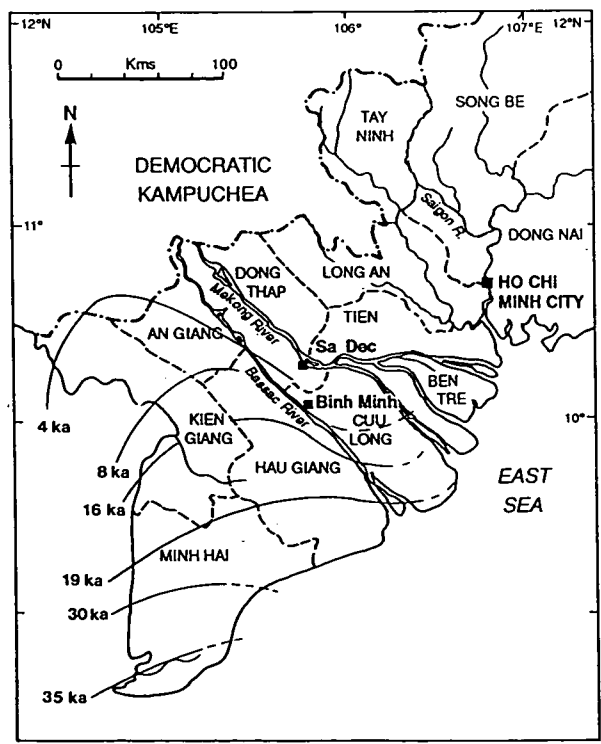 12°N
105°E
106°
107°E
12°N
0 Kms 100
N
TAY
NINH
SONG BE
DEMOCRATIC
KAMPUCHEA
Saigon R.
11°
DONG NAI
DONG
THAP
LONG AN
HO CHI
MINH CITY
Mekong River
TIEN
AN GIANG
Sa Dec
BEN
TRE
Bassac River
Binh Minh
CUU
LONG
10°
4 ka
KIEN
GIANG
8 ka
HAU GIANG
EAST
SEA
16 ka
MINH HAI
19 ka
30 ka
35 ka